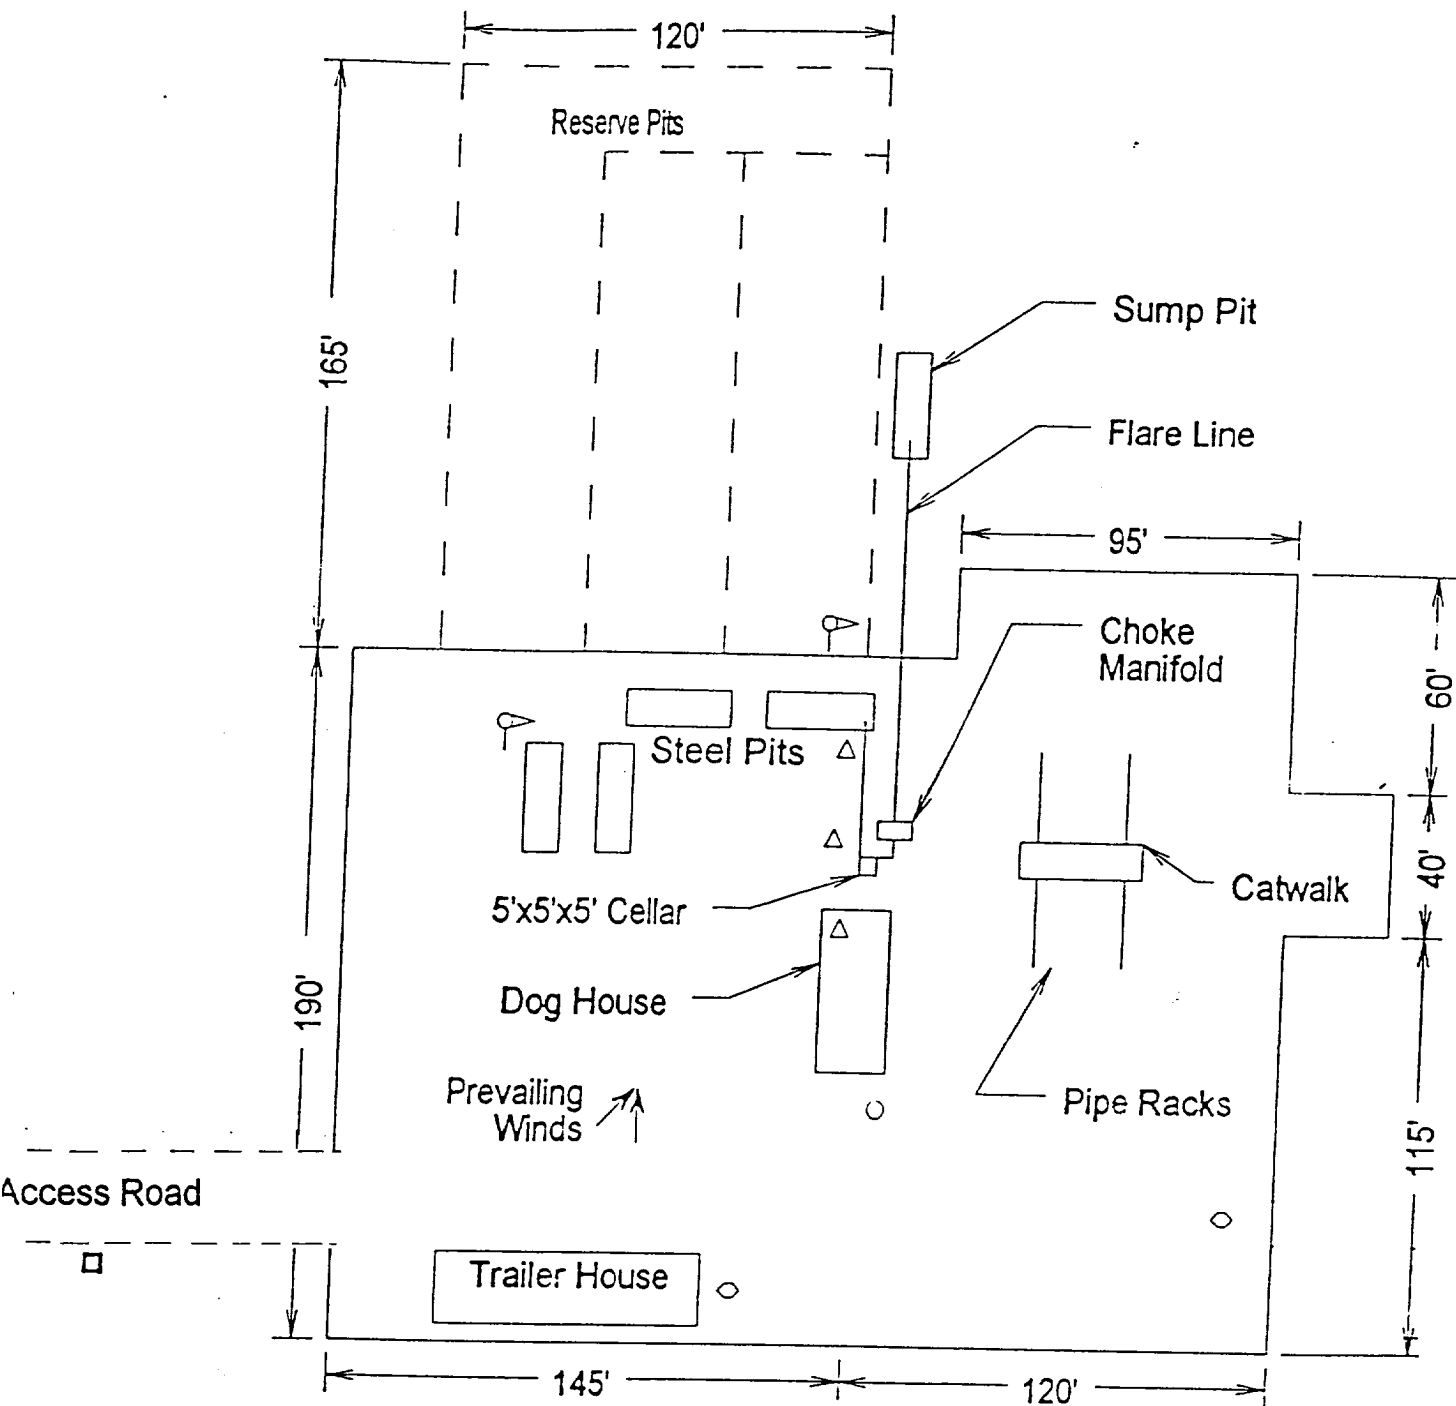 120'
Reserve Pits
165'
Sump Pit
Flare Line
95'
Choke
Manifold
60'
Steel Pits
40'
Catwalk
5'x5'x5' Cellar
190'
Dog House
Prevailing
Winds
Pipe Racks
115'
Access Road
Trailer House
145'
120'